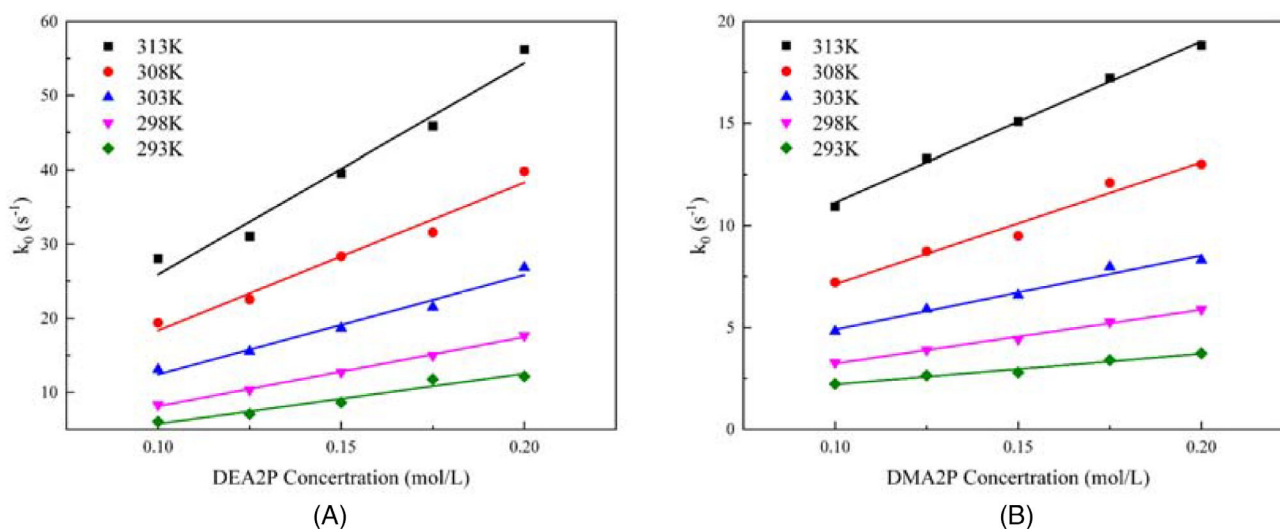 60
50
40
30
20
10
k₀ (s⁻¹)
313K
308K
303K
298K
293K
0.10
0.15
0.20
DEA2P Concertration (mol/L)
(A)
20
15
10
5
0
k₀ (s⁻¹)
313K
308K
303K
298K
293K
0.10
0.15
0.20
DMA2P Concertration (mol/L)
(B)